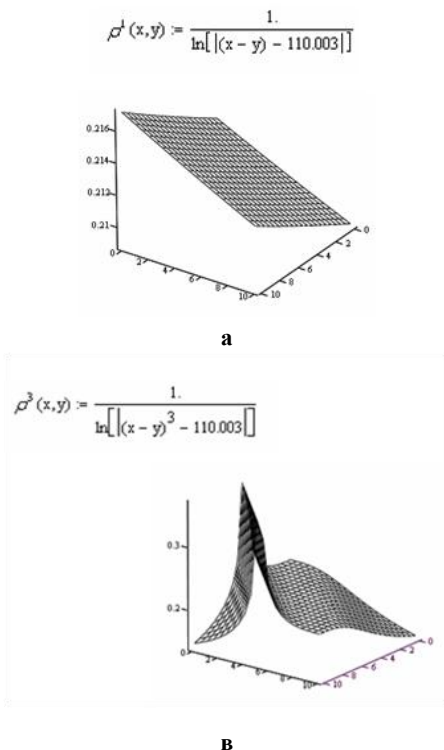 ρ¹(x,y) := 1. / ln[|(x − y) − 110.003|]
0.216
0.214
0.212
0.21
0 2 4 6 8 10 10 8 6 4 2 0
а
ρ³(x,y) := 1. / ln[|(x − y)³ − 110.003|]
0.3
0.2
0 2 4 6 8 10 10 8 6 4 2 0
в